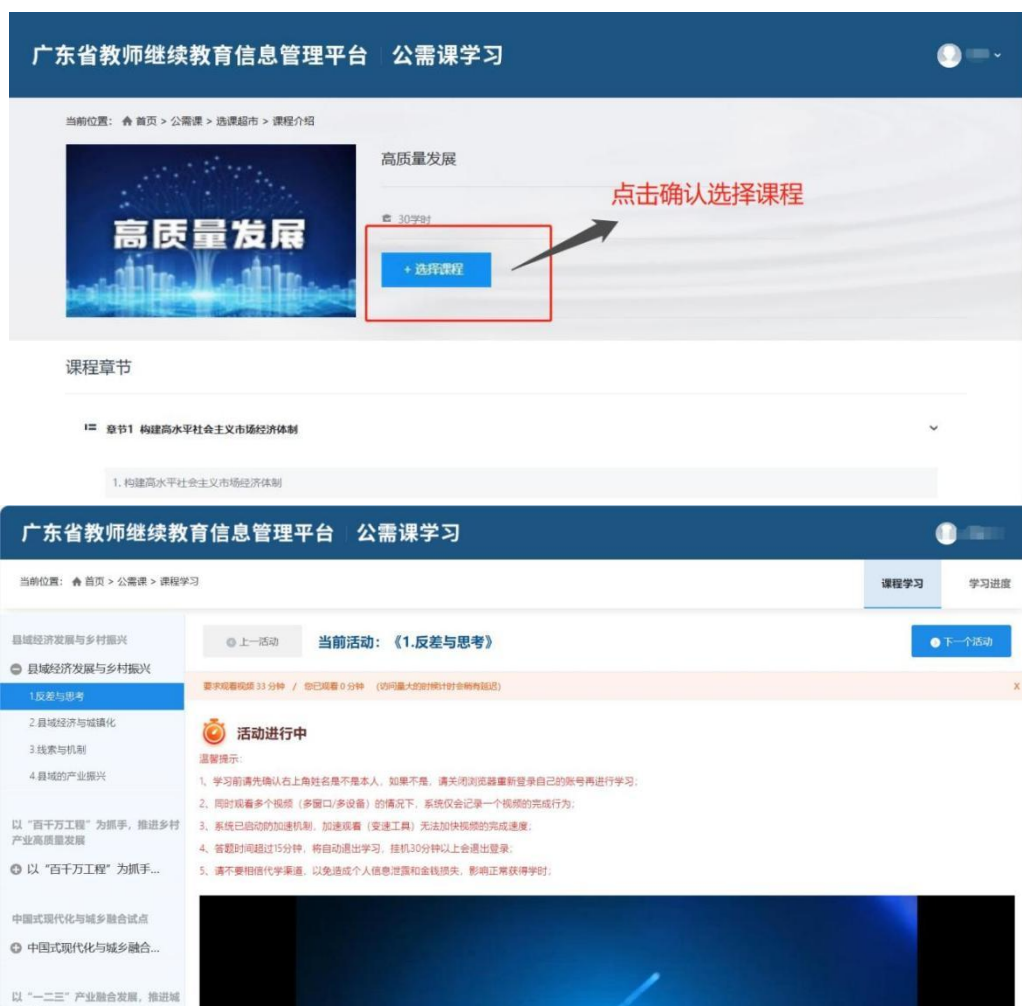 广东省教师继续教育信息管理平台 公需课学习
当前位置： 首页 > 公需课 > 选课超市 > 课程介绍
高质量发展
高质量发展
30学时
+ 选择课程
点击确认选择课程
课程章节
章节1 构建高水平社会主义市场经济体制
1. 构建高水平社会主义市场经济体制
广东省教师继续教育信息管理平台 公需课学习
当前位置： 首页 > 公需课 > 课程学习
课程学习
学习进度
县域经济发展与乡村振兴
县域经济发展与乡村振兴
1.反差与思考
2.县域经济与城镇化
3.线索与机制
4.县域的产业振兴
以“百千万工程”为抓手，推进乡村
产业高质量发展
以“百千万工程”为抓手...
中国式现代化与城乡融合试点
中国式现代化与城乡融合...
以“一二三”产业融合发展，推进城
上一活动
当前活动：《1.反差与思考》
下一个活动
要求观看视频 33 分钟 / 您已观看 0 分钟 (访问量大的时候计时会稍有延迟)
X
活动进行中
温馨提示：
1、学习前请先确认右上角姓名是不是本人，如果不是，请关闭浏览器重新登录自己的账号再进行学习；
2、同时观看多个视频（多窗口/多设备）的情况下，系统仅会记录一个视频的完成行为；
3、系统已启动防加速机制，加速观看（变速工具）无法加快视频的完成速度；
4、答题时间超过15分钟，将自动退出学习，挂机30分钟以上会退出登录；
5、请不要相信代学渠道，以免造成个人信息泄露和金钱损失，影响正常获得学时；